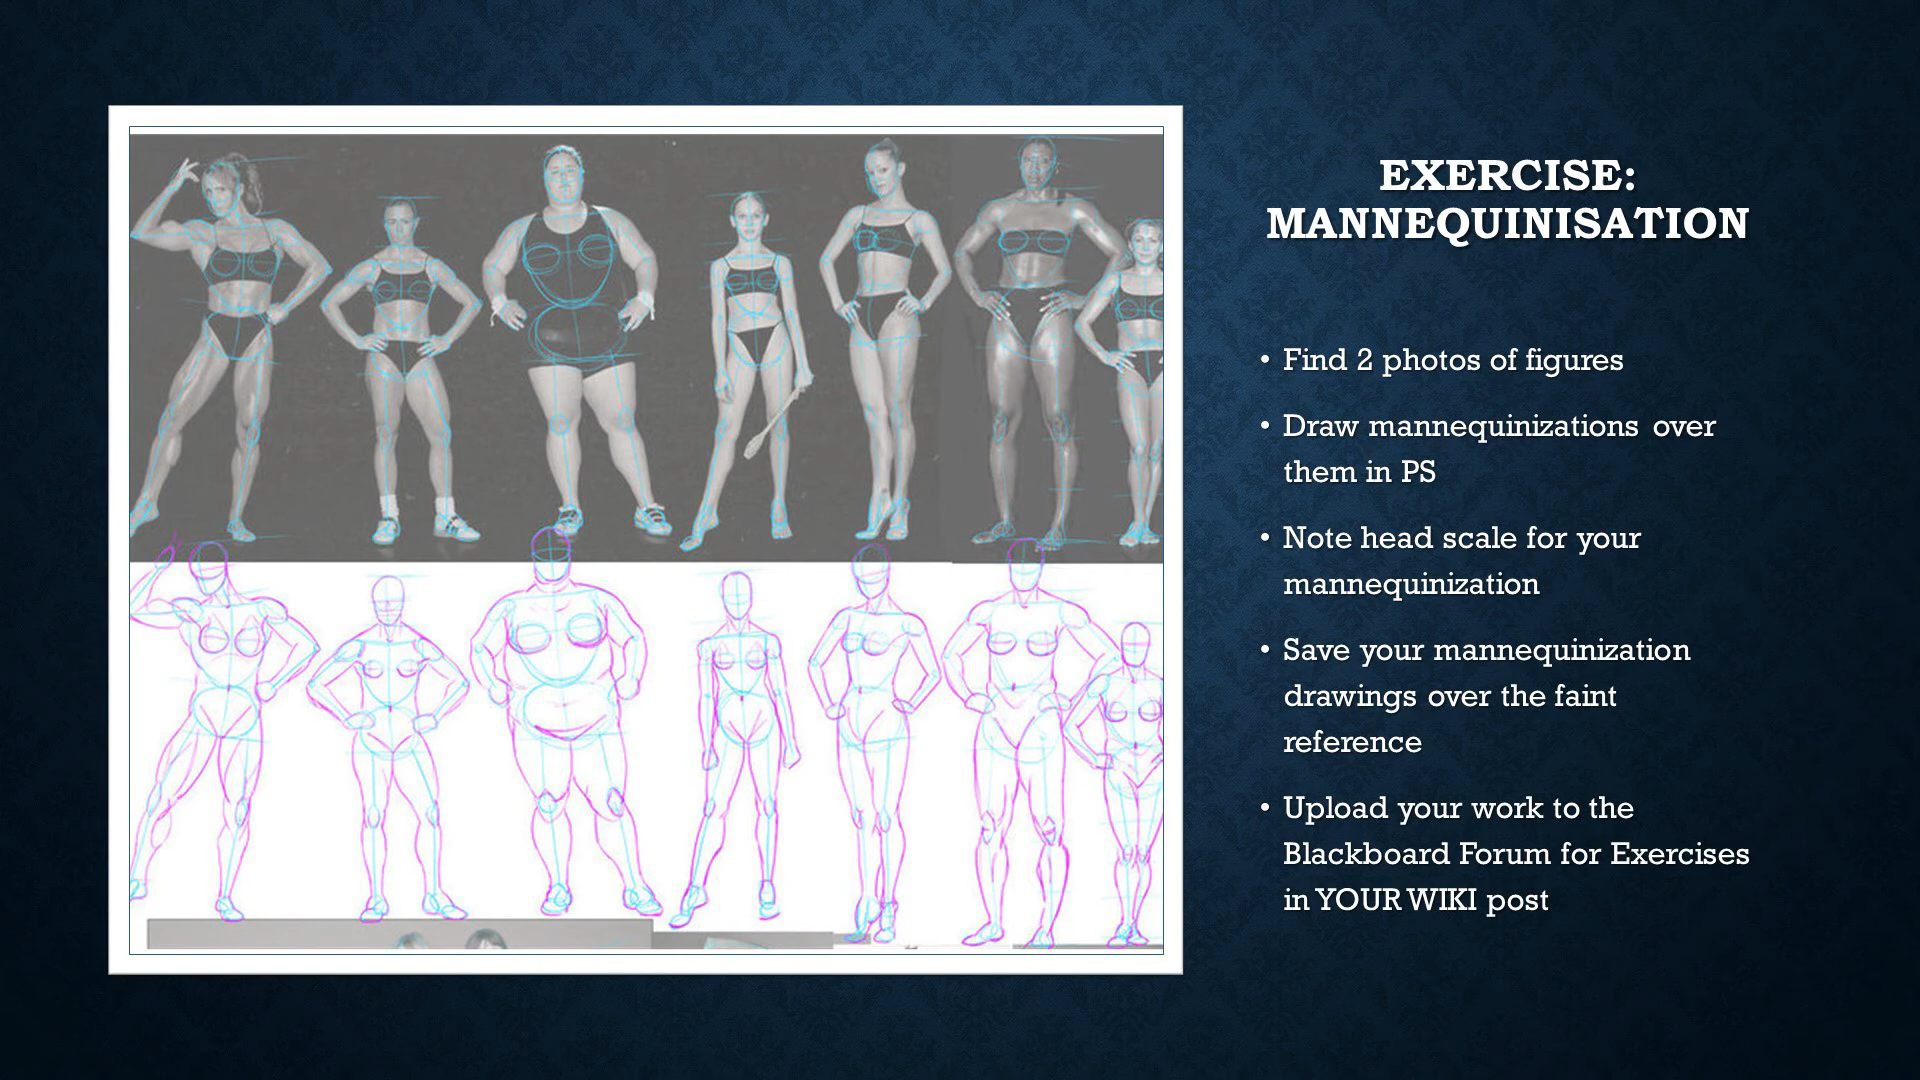 EXERCISE:
MANNEQUINISATION
• Find 2 photos of figures
• Draw mannequinizations over
them in PS
• Note head scale for your
mannequinization
• Save your mannequinization
drawings over the faint
reference
• Upload your work to the
Blackboard Forum for Exercises
in YOUR WIKI post